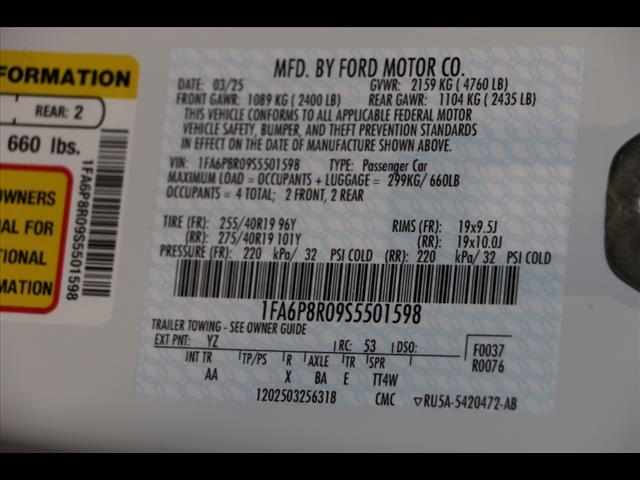 FORMATION
REAR: 2
660 lbs.
OWNERS
UAL FOR
TIONAL
RMATION
1FA6P8R09S5501598
MFD. BY FORD MOTOR CO.
DATE: 03/25 GVWR: 2159 KG ( 4760 LB)
FRONT GAWR: 1089 KG ( 2400 LB) REAR GAWR: 1104 KG ( 2435 LB)
THIS VEHICLE CONFORMS TO ALL APPLICABLE FEDERAL MOTOR
VEHICLE SAFETY, BUMPER, AND THEFT PREVENTION STANDARDS
IN EFFECT ON THE DATE OF MANUFACTURE SHOWN ABOVE.
VIN: 1FA6P8R09S5501598 TYPE: Passenger Car
MAXIMUM LOAD = OCCUPANTS + LUGGAGE = 299KG/ 660LB
OCCUPANTS = 4 TOTAL; 2 FRONT, 2 REAR
TIRE (FR): 255/40R19 96Y RIMS (FR): 19x9.5J
(RR): 275/40R19 101Y (RR): 19x10.0J
PRESSURE (FR): 220 kPa/ 32 PSI COLD (RR): 220 kPa/ 32 PSI COLD
1FA6P8R09S5501598
TRAILER TOWING - SEE OWNER GUIDE
EXT PNT: YZ RC: 53 DSO: F0037
INT TR TP/PS R AXLE TR SPR R0076
AA X BA E TT4W
1202503256318 CMC ▽RU5A-5420472-AB